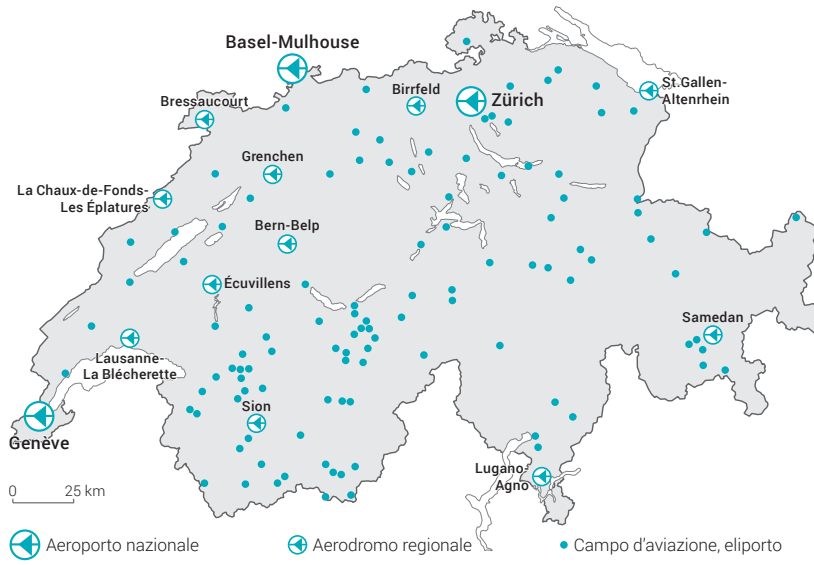 Basel-Mulhouse
Bressaucourt
Birrfeld
Zürich
St.Gallen-
Altenrhein
Grenchen
La Chaux-de-Fonds-
Les Éplatures
Bern-Belp
Écuvillens
Samedan
Lausanne-
La Blécherette
Sion
Genève
Lugano-
Agno
0 25 km
Aeroporto nazionale
Aerodromo regionale
Campo d'aviazione, eliporto